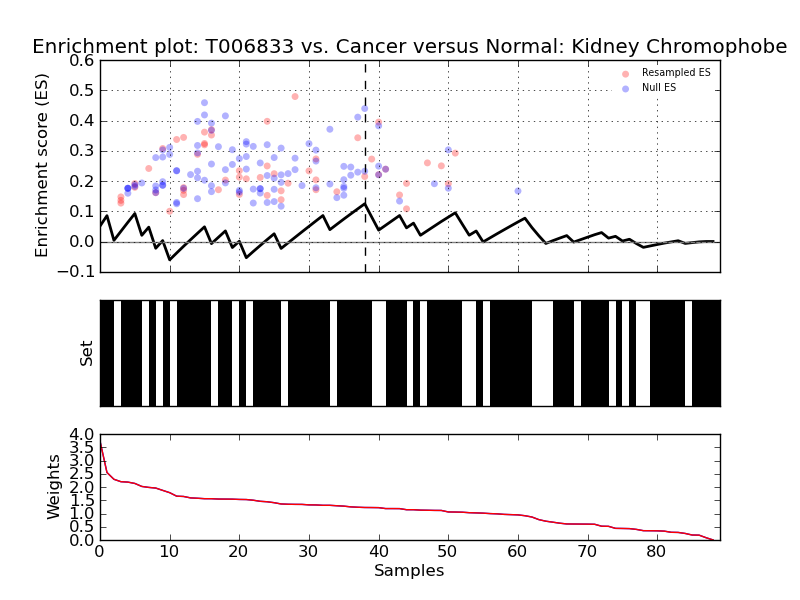 Enrichment plot: T006833 vs. Cancer versus Normal: Kidney Chromophobe
Enrichment score (ES)
0.6
0.5
0.4
0.3
0.2
0.1
0.0
−0.1
Resampled ES
Null ES
Set
Weights
4.0
3.5
3.0
2.5
2.0
1.5
1.0
0.5
0.0
0 10 20 30 40 50 60 70 80
Samples